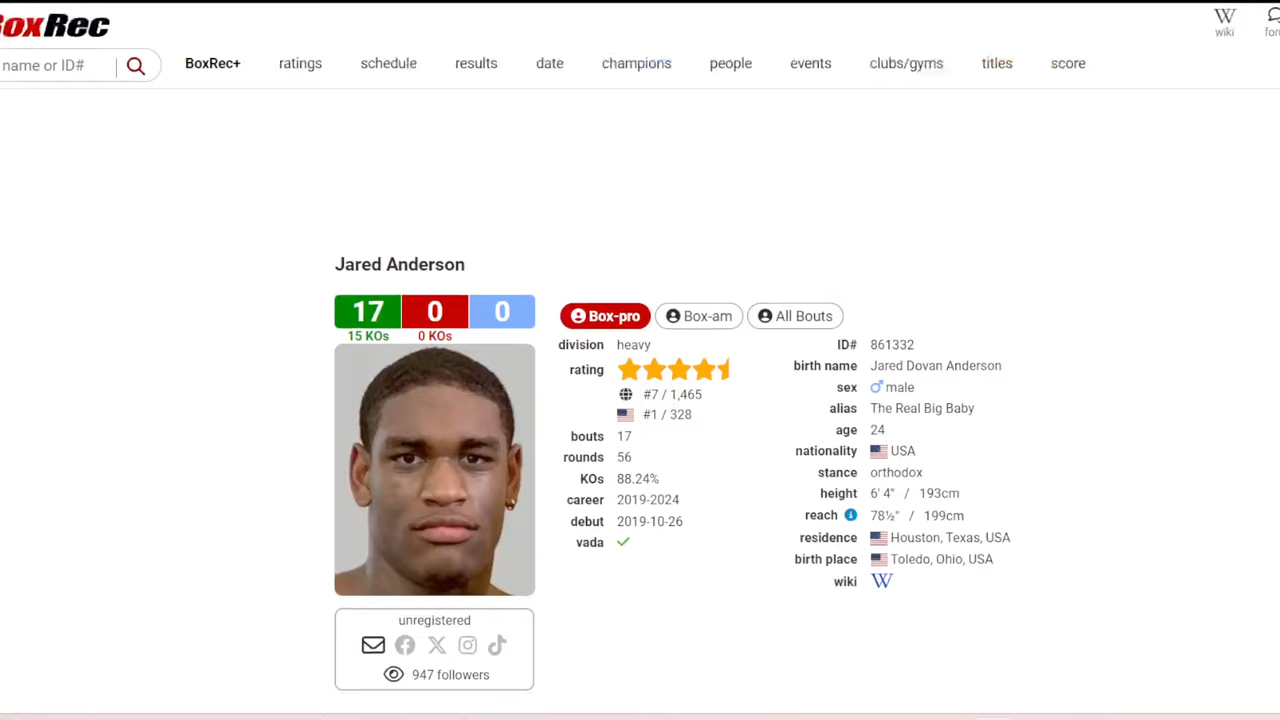 BoxRec
wiki
name or ID#
BoxRec+ ratings schedule results date champions people events clubs/gyms titles score
Jared Anderson
17 0 0
15 KOs 0 KOs
Box-pro Box-am All Bouts
division heavy
rating
#7 / 1,465
#1 / 328
bouts 17
rounds 56
KOs 88.24%
career 2019-2024
debut 2019-10-26
vada
ID# 861332
birth name Jared Dovan Anderson
sex ♂ male
alias The Real Big Baby
age 24
nationality USA
stance orthodox
height 6' 4" / 193cm
reach 78½" / 199cm
residence Houston, Texas, USA
birth place Toledo, Ohio, USA
wiki W
unregistered
947 followers